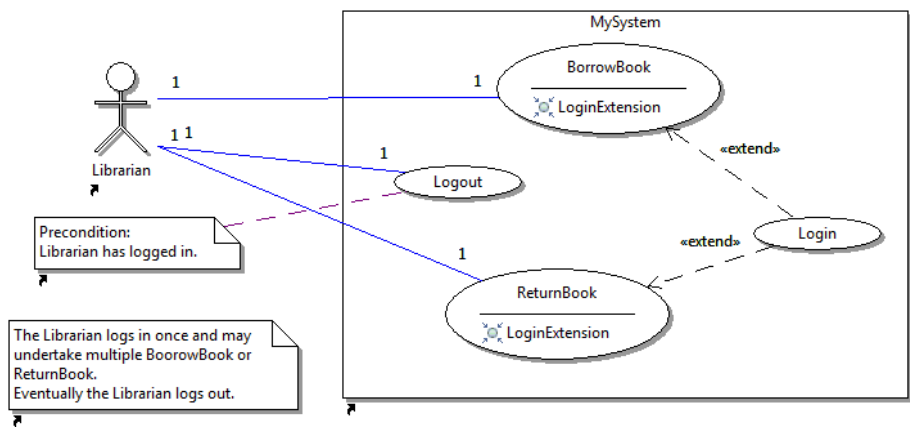 MySystem
BorrowBook
LoginExtension
1
1
«extend»
Librarian
1
1
1
Logout
Login
Precondition:
Librarian has logged in.
«extend»
1
ReturnBook
LoginExtension
The Librarian logs in once and may
undertake multiple BoorowBook or
ReturnBook.
Eventually the Librarian logs out.